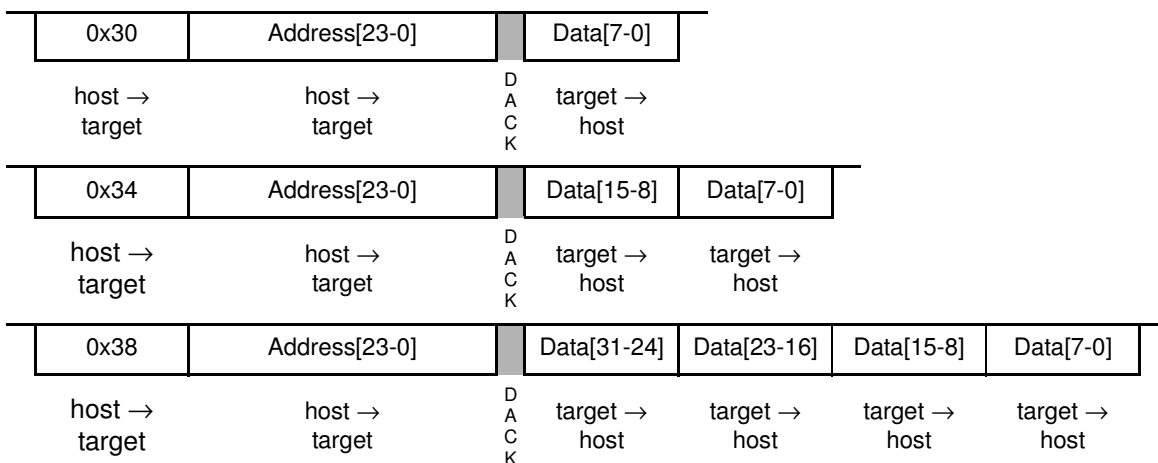 0x30 Address[23-0] Data[7-0]
host → host → D A C K target →
target target host
0x34 Address[23-0] Data[15-8] Data[7-0]
host → host → D A C K target → target →
target target host host
0x38 Address[23-0] Data[31-24] Data[23-16] Data[15-8] Data[7-0]
host → host → D A C K target → target → target → target →
target target host host host host